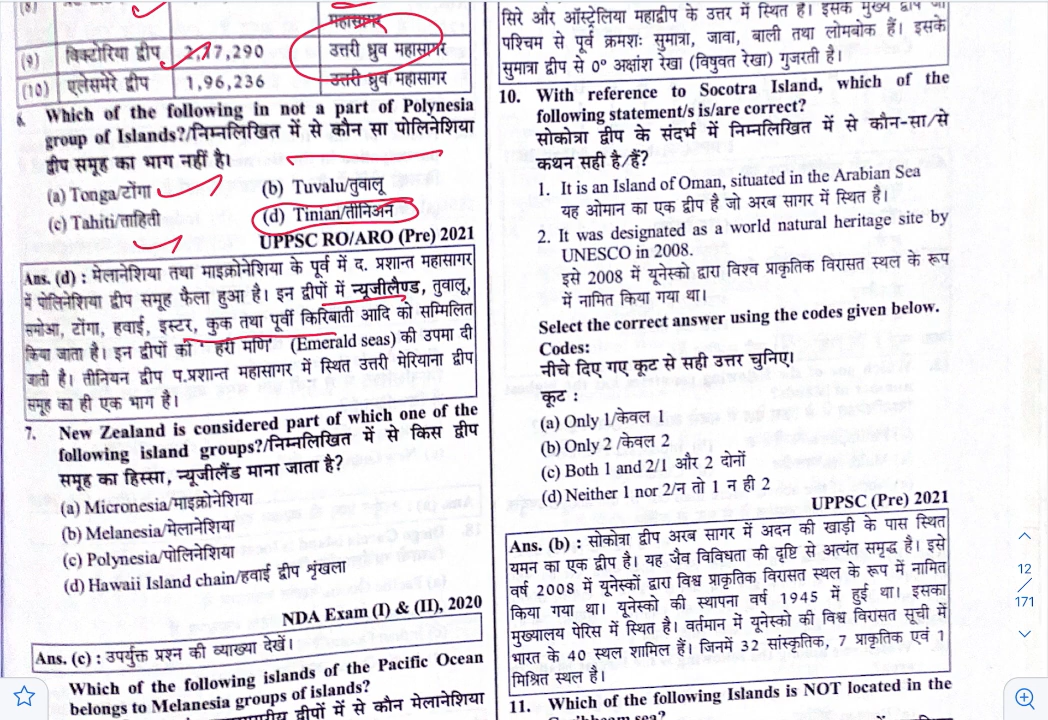 (8)
महासागर
(9) विक्टोरिया द्वीप 2,17,290 उत्तरी ध्रुव महासागर
(10) एलेसमेरे द्वीप 1,96,236 उत्तरी ध्रुव महासागर
6. Which of the following in not a part of Polynesia
group of Islands?/निम्नलिखित में से कौन सा पोलिनेशिया
द्वीप समूह का भाग नहीं है।
(a) Tonga/टोंगा (b) Tuvalu/तुवालू
(c) Tahiti/ताहिती (d) Tinian/तीनिअन
UPPSC RO/ARO (Pre) 2021
Ans. (d) : मेलानेशिया तथा माइक्रोनेशिया के पूर्व में द. प्रशान्त महासागर
में पोलिनेशिया द्वीप समूह फैला हुआ है। इन द्वीपों में न्यूजीलैण्ड, तुवालू,
समोआ, टोंगा, हवाई, इस्टर, कुक तथा पूर्वी किरिबाती आदि को सम्मिलित
किया जाता है। इन द्वीपों को ' हरी मणि' (Emerald seas) की उपमा दी
जाती है। तीनियन द्वीप प.प्रशान्त महासागर में स्थित उत्तरी मेरियाना द्वीप
समूह का ही एक भाग है।
7. New Zealand is considered part of which one of the
following island groups?/निम्नलिखित में से किस द्वीप
समूह का हिस्सा, न्यूजीलैंड माना जाता है?
(a) Micronesia/माइक्रोनेशिया
(b) Melanesia/मेलानेशिया
(c) Polynesia/पोलिनेशिया
(d) Hawaii Island chain/हवाई द्वीप शृंखला
NDA Exam (I) & (II), 2020
Ans. (c) : उपर्युक्त प्रश्न की व्याख्या देखें।
Which of the following islands of the Pacific Ocean
belongs to Melanesia groups of islands?
द्वीपों में से कौन मेलानेशिया
सिरे और ऑस्ट्रेलिया महाद्वीप के उत्तर में स्थित है। इसके मुख्य द्वीप जो
पश्चिम से पूर्व क्रमशः सुमात्रा, जावा, बाली तथा लोमबोक हैं। इसके
सुमात्रा द्वीप से 0° अक्षांश रेखा (विषुवत रेखा) गुजरती है।
10. With reference to Socotra Island, which of the
following statement/s is/are correct?
सोकोत्रा द्वीप के संदर्भ में निम्नलिखित में से कौन-सा/से
कथन सही है/हैं?
1. It is an Island of Oman, situated in the Arabian Sea
यह ओमान का एक द्वीप है जो अरब सागर में स्थित है।
2. It was designated as a world natural heritage site by
UNESCO in 2008.
इसे 2008 में यूनेस्को द्वारा विश्व प्राकृतिक विरासत स्थल के रूप
में नामित किया गया था।
Select the correct answer using the codes given below.
Codes:
नीचे दिए गए कूट से सही उत्तर चुनिए।
कूट :
(a) Only 1/केवल 1
(b) Only 2 /केवल 2
(c) Both 1 and 2/1 और 2 दोनों
(d) Neither 1 nor 2/न तो 1 न ही 2
UPPSC (Pre) 2021
Ans. (b) : सोकोत्रा द्वीप अरब सागर में अदन की खाड़ी के पास स्थित
यमन का एक द्वीप है। यह जैव विविधता की दृष्टि से अत्यंत समृद्ध है। इसे
वर्ष 2008 में यूनेस्कों द्वारा विश्व प्राकृतिक विरासत स्थल के रूप में नामित
किया गया था। यूनेस्को की स्थापना वर्ष 1945 में हुई था। इसका
मुख्यालय पेरिस में स्थित है। वर्तमान में यूनेस्को की विश्व विरासत सूची में
भारत के 40 स्थल शामिल हैं। जिनमें 32 सांस्कृतिक, 7 प्राकृतिक एवं 1
मिश्रित स्थल है।
11. Which of the following Islands is NOT located in the
Caribbeam sea?
12
171